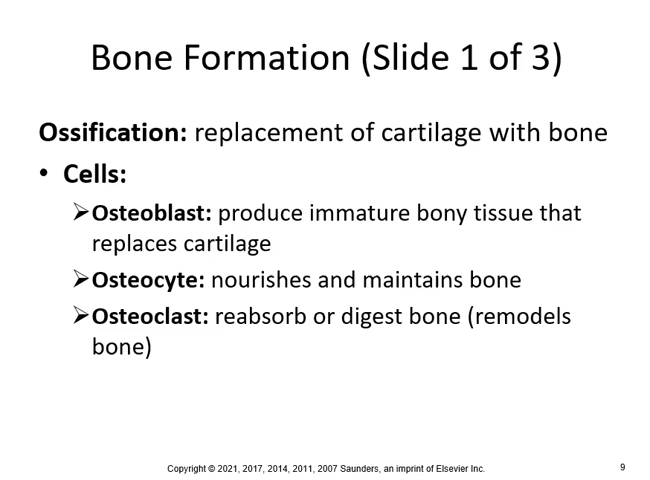 Bone Formation (Slide 1 of 3)
Ossification: replacement of cartilage with bone
• Cells:
➢Osteoblast: produce immature bony tissue that
replaces cartilage
➢Osteocyte: nourishes and maintains bone
➢Osteoclast: reabsorb or digest bone (remodels
bone)
Copyright © 2021, 2017, 2014, 2011, 2007 Saunders, an imprint of Elsevier Inc.
9